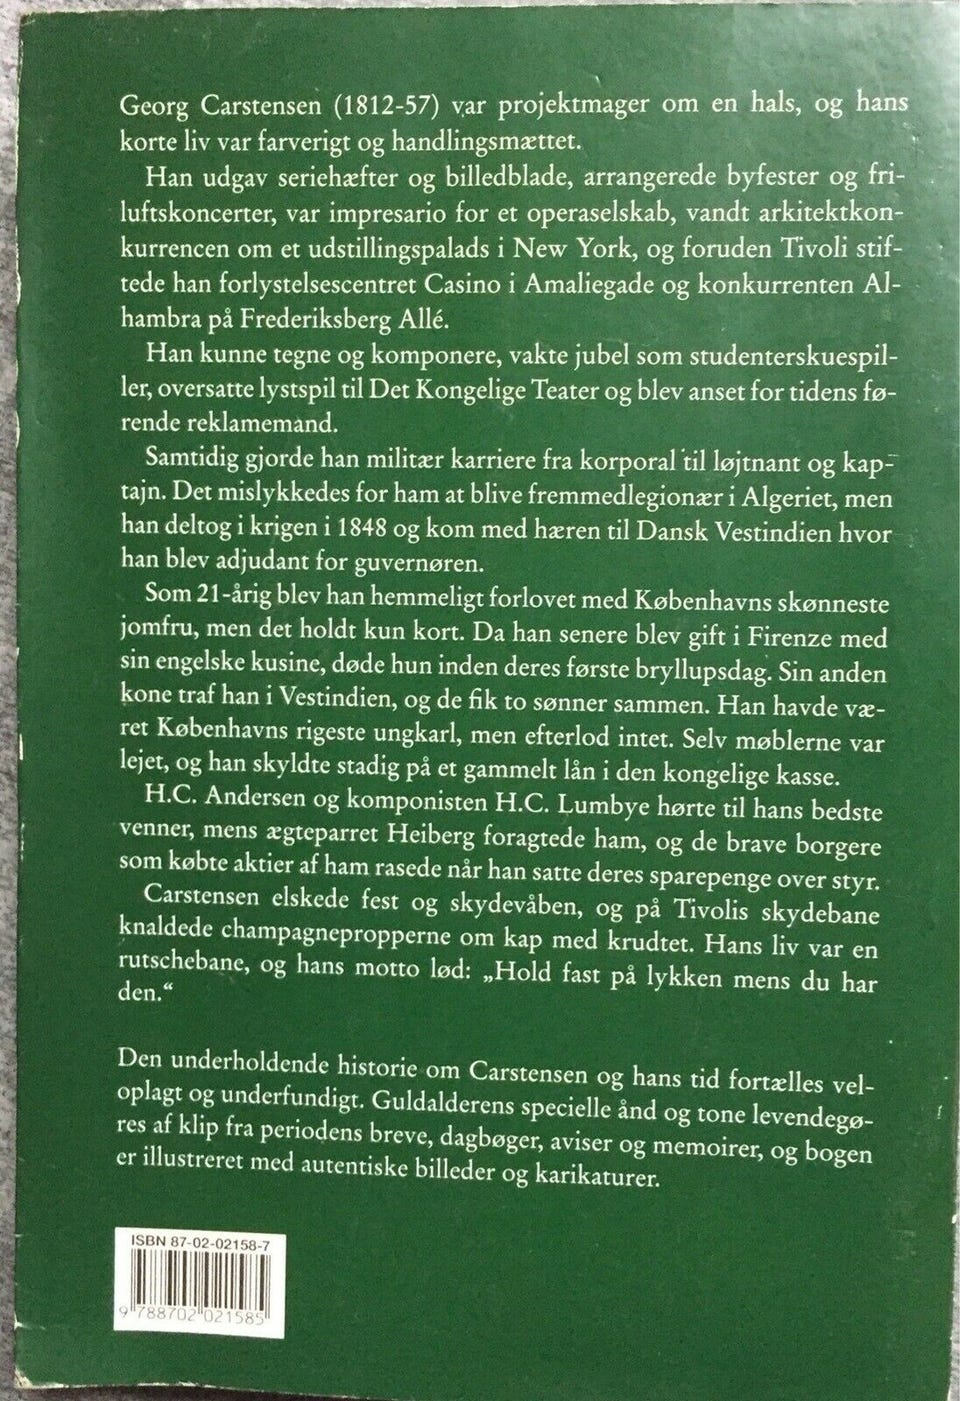 Georg Carstensen (1812-57) var projektmager om en hals, og hans
korte liv var farverigt og handlingsmættet.
Han udgav seriehæfter og billedblade, arrangerede byfester og fri-
luftskoncerter, var impresario for et operaselskab, vandt arkitektkon-
kurrencen om et udstillingspalads i New York, og foruden Tivoli stif-
tede han forlystelsescentret Casino i Amaliegade og konkurrenten Al-
hambra på Frederiksberg Allé.
Han kunne tegne og komponere, vakte jubel som studenterskuespil-
ler, oversatte lystspil til Det Kongelige Teater og blev anset for tidens fø-
rende reklamemand.
Samtidig gjorde han militær karriere fra korporal til løjtnant og kap-
tajn. Det mislykkedes for ham at blive fremmedlegionær i Algeriet, men
han deltog i krigen i 1848 og kom med hæren til Dansk Vestindien hvor
han blev adjudant for guvernøren.
Som 21-årig blev han hemmeligt forlovet med Københavns skønneste
jomfru, men det holdt kun kort. Da han senere blev gift i Firenze med
sin engelske kusine, døde hun inden deres første bryllupsdag. Sin anden
kone traf han i Vestindien, og de fik to sønner sammen. Han havde væ-
ret Københavns rigeste ungkarl, men efterlod intet. Selv møblerne var
lejet, og han skyldte stadig på et gammelt lån i den kongelige kasse.
H.C. Andersen og komponisten H.C. Lumbye hørte til hans bedste
venner, mens ægteparret Heiberg foragtede ham, og de brave borgere
som købte aktier af ham rasede når han satte deres sparepenge over styr.
Carstensen elskede fest og skydevåben, og på Tivolis skydebane
knaldede champagnepropperne om kap med krudtet. Hans liv var en
rutschebane, og hans motto lød: „Hold fast på lykken mens du har
den.“
Den underholdende historie om Carstensen og hans tid fortælles vel-
oplagt og underfundigt. Guldalderens specielle ånd og tone levendegø-
res af klip fra periodens breve, dagbøger, aviser og memoirer, og bogen
er illustreret med autentiske billeder og karikaturer.
ISBN 87-02-02158-7
9 788702 021585